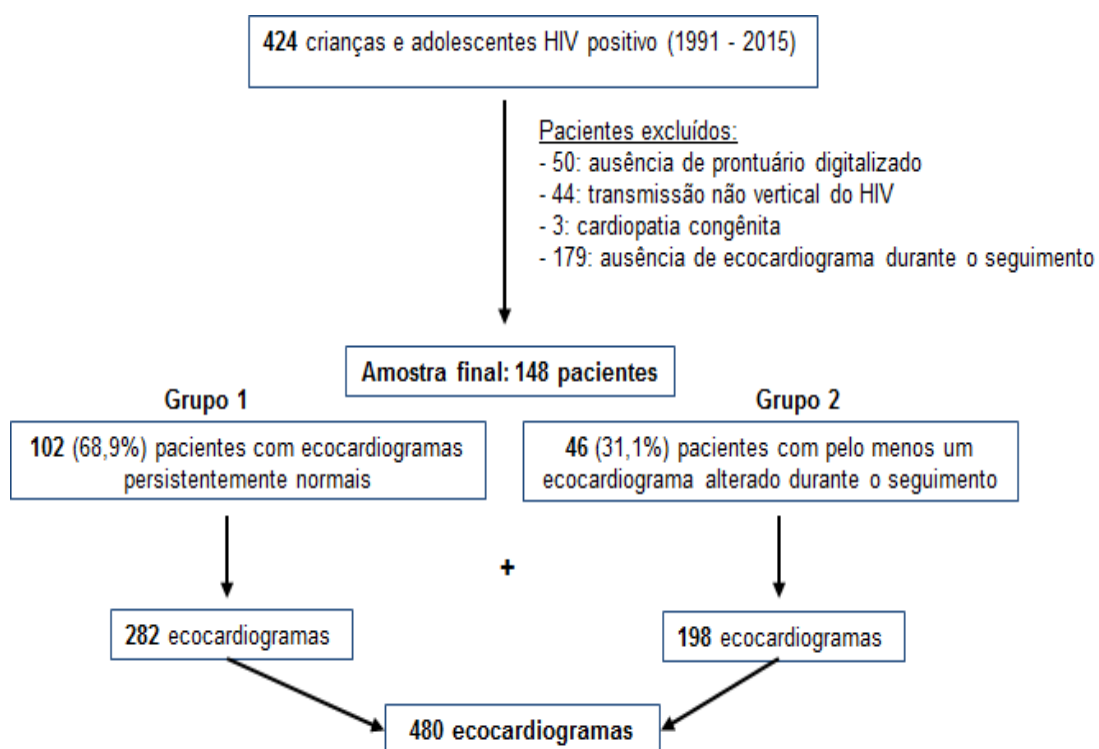 424 crianças e adolescentes HIV positivo (1991 - 2015)
Pacientes excluídos:
- 50: ausência de prontuário digitalizado
- 44: transmissão não vertical do HIV
- 3: cardiopatia congênita
- 179: ausência de ecocardiograma durante o seguimento
Amostra final: 148 pacientes
Grupo 1
102 (68,9%) pacientes com ecocardiogramas
persistentemente normais
Grupo 2
46 (31,1%) pacientes com pelo menos um
ecocardiograma alterado durante o seguimento
+
282 ecocardiogramas
198 ecocardiogramas
480 ecocardiogramas